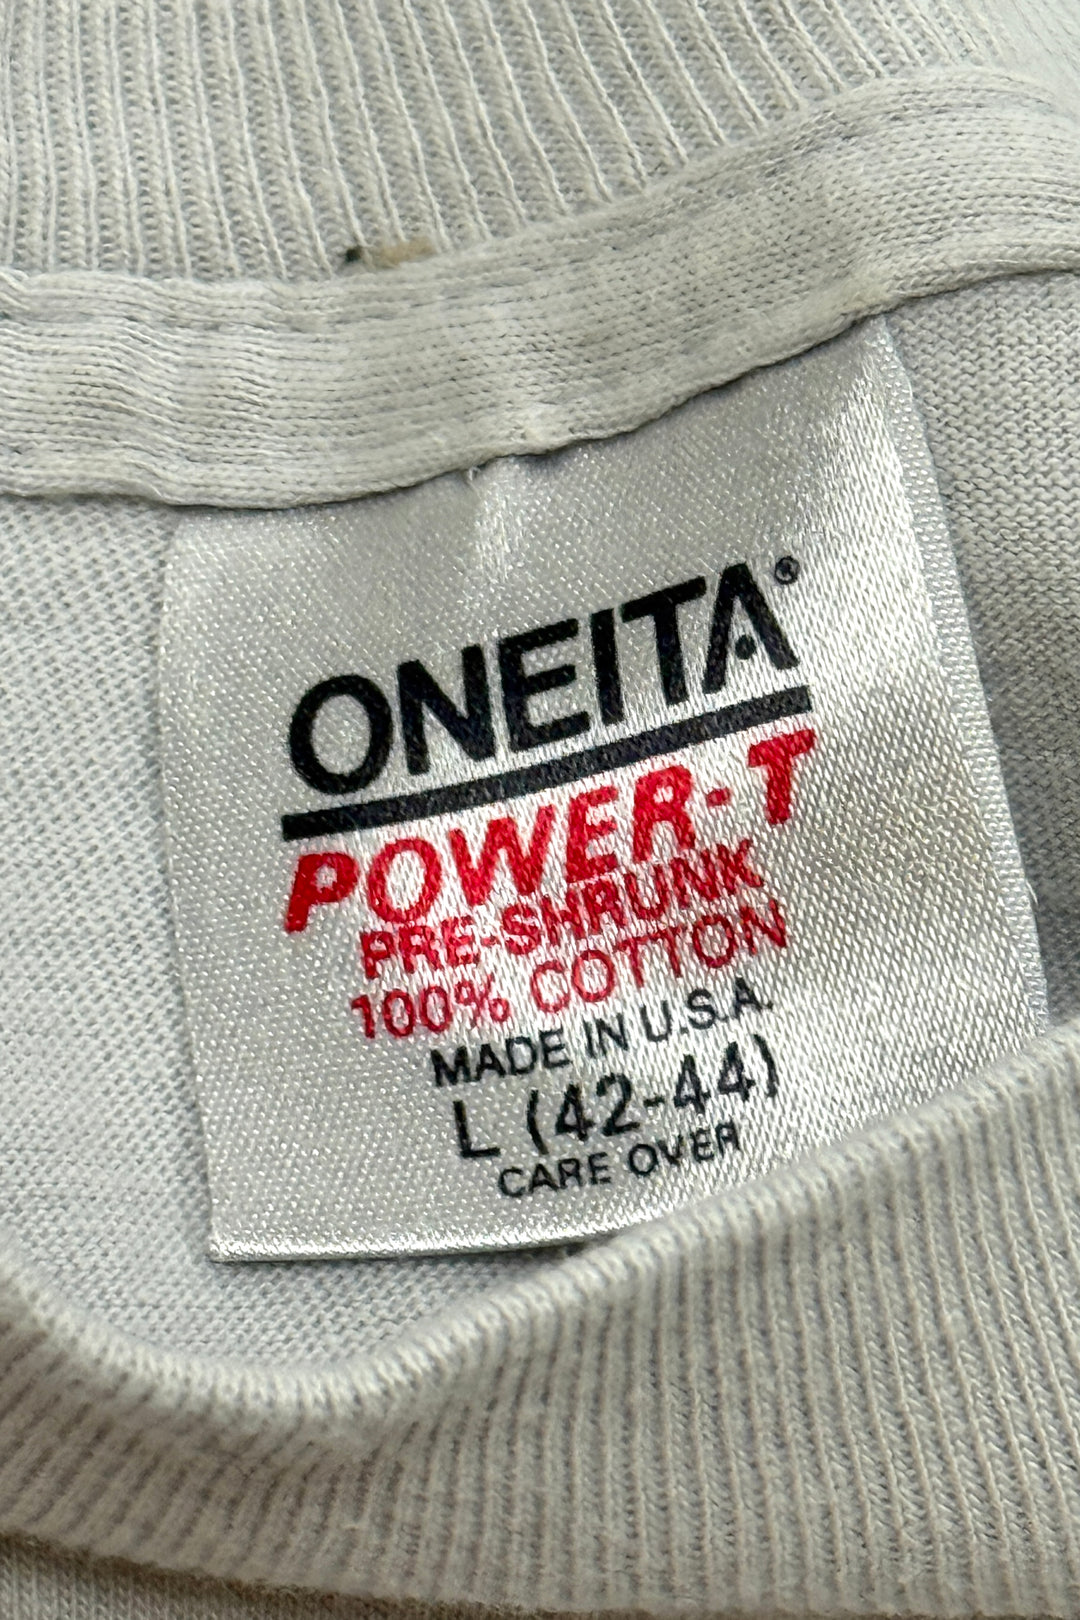 ONEITA®
POWER-T
PRE-SHRUNK
100% COTTON
MADE IN U.S.A.
L (42-44)
CARE OVER